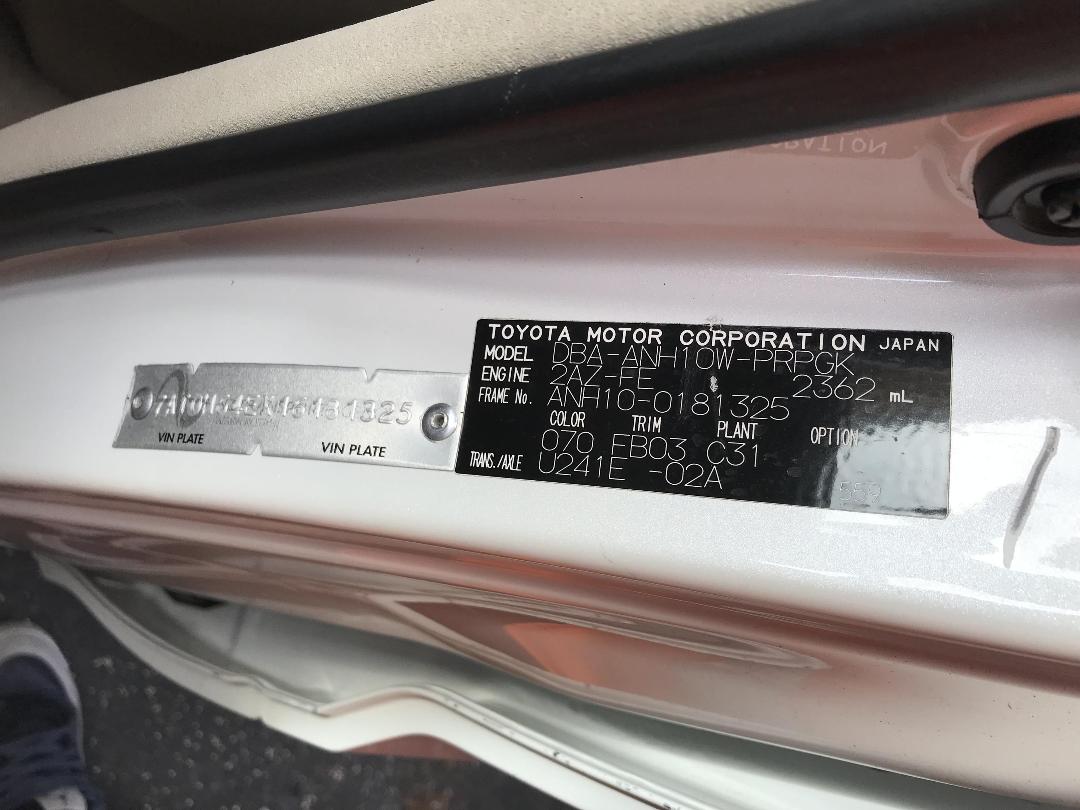 TOYOTA MOTOR CORPORATION JAPAN
MODEL DBA-ANH10W-PRPGK
ENGINE 2AZ-FE 2362 mL
FRAME No. ANH10-0181325
COLOR TRIM PLANT OPTION
070 FB03 C31
TRANS./AXLE U241E -02A
559
VIN PLATE VIN PLATE